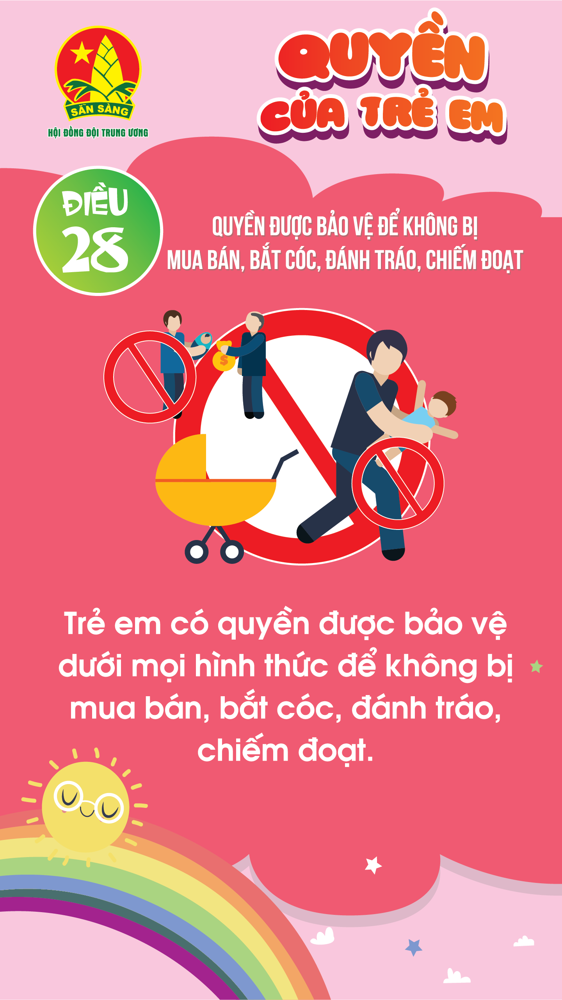 SẴN SÀNG
HỘI ĐỒNG ĐỘI TRUNG ƯƠNG
QUYỀN
CỦA TRẺ EM
ĐIỀU
28
QUYỀN ĐƯỢC BẢO VỆ ĐỂ KHÔNG BỊ
MUA BÁN, BẮT CÓC, ĐÁNH TRÁO, CHIẾM ĐOẠT
$
Trẻ em có quyền được bảo vệ
dưới mọi hình thức để không bị
mua bán, bắt cóc, đánh tráo,
chiếm đoạt.